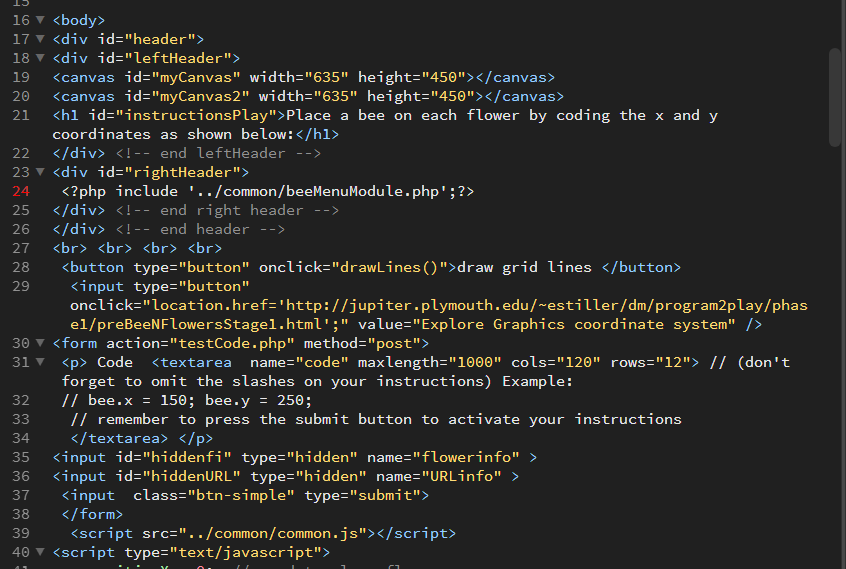 15
16 <body>
17 <div id="header">
18 <div id="leftHeader">
19 <canvas id="myCanvas" width="635" height="450"></canvas>
20 <canvas id="myCanvas2" width="635" height="450"></canvas>
21 <h1 id="instructionsPlay">Place a bee on each flower by coding the x and y
coordinates as shown below:</h1>
22 </div> <!-- end leftHeader -->
23 <div id="rightHeader">
24 <?php include '../common/beeMenuModule.php';?>
25 </div> <!-- end right header -->
26 </div> <!-- end header -->
27 <br> <br> <br> <br>
28 <button type="button" onclick="drawLines()">draw grid lines </button>
29 <input type="button"
onclick="location.href='http://jupiter.plymouth.edu/~estiller/dm/program2play/phas
e1/preBeeNFlowersStage1.html';" value="Explore Graphics coordinate system" />
30 <form action="testCode.php" method="post">
31 <p> Code  <textarea  name="code" maxlength="1000" cols="120" rows="12"> // (don't
forget to omit the slashes on your instructions) Example:
32 // bee.x = 150; bee.y = 250;
33 // remember to press the submit button to activate your instructions
34 </textarea> </p>
35 <input id="hiddenfi" type="hidden" name="flowerinfo" >
36 <input id="hiddenURL" type="hidden" name="URLinfo" >
37 <input  class="btn-simple" type="submit">
38 </form>
39 <script src="../common/common.js"></script>
40 <script type="text/javascript">